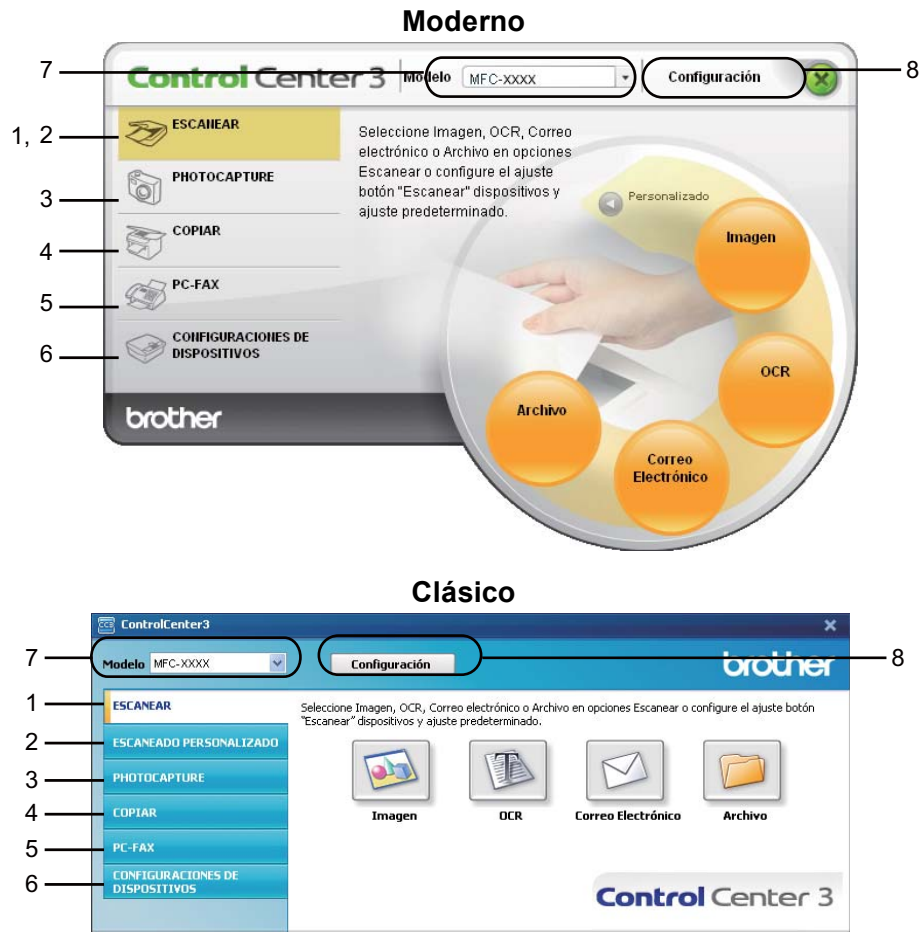 Moderno
7
Control Center 3
Modelo
MFC-XXXX
Configuración
8
1, 2
ESCANEAR
3
PHOTOCAPTURE
4
COPIAR
5
PC-FAX
6
CONFIGURACIONES DE
DISPOSITIVOS
Seleccione Imagen, OCR, Correo
electrónico o Archivo en opciones
Escanear o configure el ajuste
botón "Escanear" dispositivos y
ajuste predeterminado.
Personalizado
Imagen
OCR
Correo
Electrónico
Archivo
brother
Clásico
ControlCenter3
7
Modelo
MFC-XXXX
Configuración
brother
8
1
ESCANEAR
2
ESCANEADO PERSONALIZADO
3
PHOTOCAPTURE
4
COPIAR
5
PC-FAX
6
CONFIGURACIONES DE
DISPOSITIVOS
Seleccione Imagen, OCR, Correo electrónico o Archivo en opciones Escanear o configure el ajuste botón
"Escanear" dispositivos y ajuste predeterminado.
Imagen
OCR
Correo Electrónico
Archivo
Control Center 3